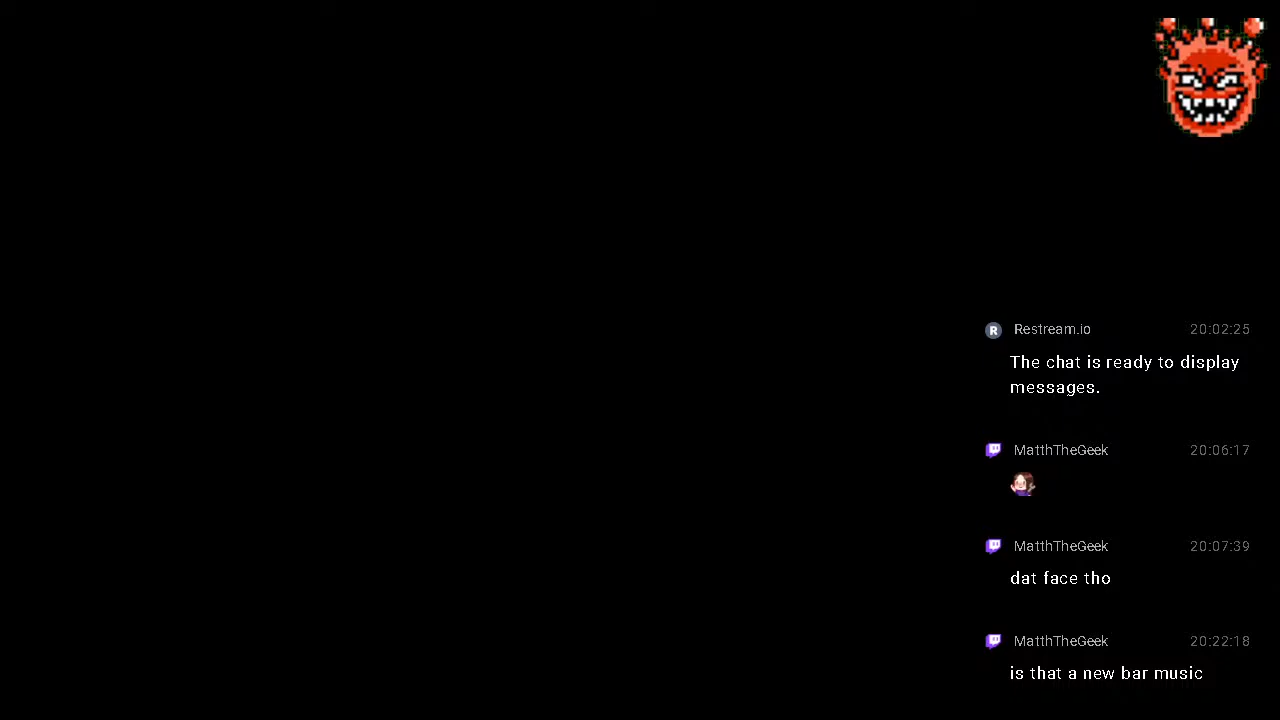 R Restream.io 20:02:25
The chat is ready to display
messages.
MatthTheGeek 20:06:17
MatthTheGeek 20:07:39
dat face tho
MatthTheGeek 20:22:18
is that a new bar music